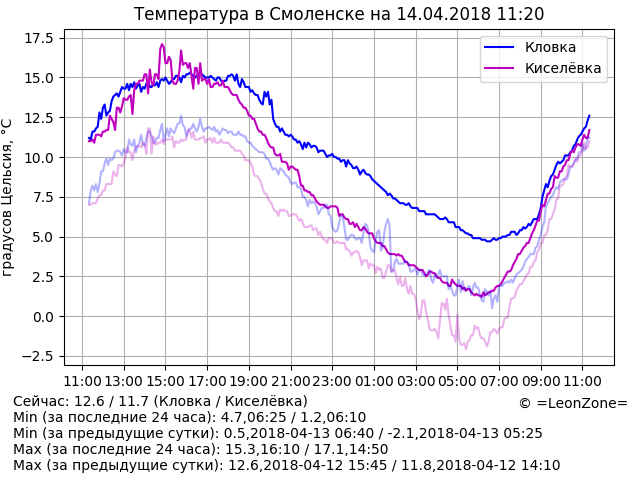 Температура в Смоленске на 14.04.2018 11:20
Кловка
Киселёвка
градусов Цельсия, °C
17.5
15.0
12.5
10.0
7.5
5.0
2.5
0.0
−2.5
11:00 13:00 15:00 17:00 19:00 21:00 23:00 01:00 03:00 05:00 07:00 09:00 11:00
Сейчас: 12.6 / 11.7 (Кловка / Киселёвка)
© =LeonZone=
Min (за последние 24 часа): 4.7,06:25 / 1.2,06:10
Min (за предыдущие сутки): 0.5,2018-04-13 06:40 / -2.1,2018-04-13 05:25
Max (за последние 24 часа): 15.3,16:10 / 17.1,14:50
Max (за предыдущие сутки): 12.6,2018-04-12 15:45 / 11.8,2018-04-12 14:10